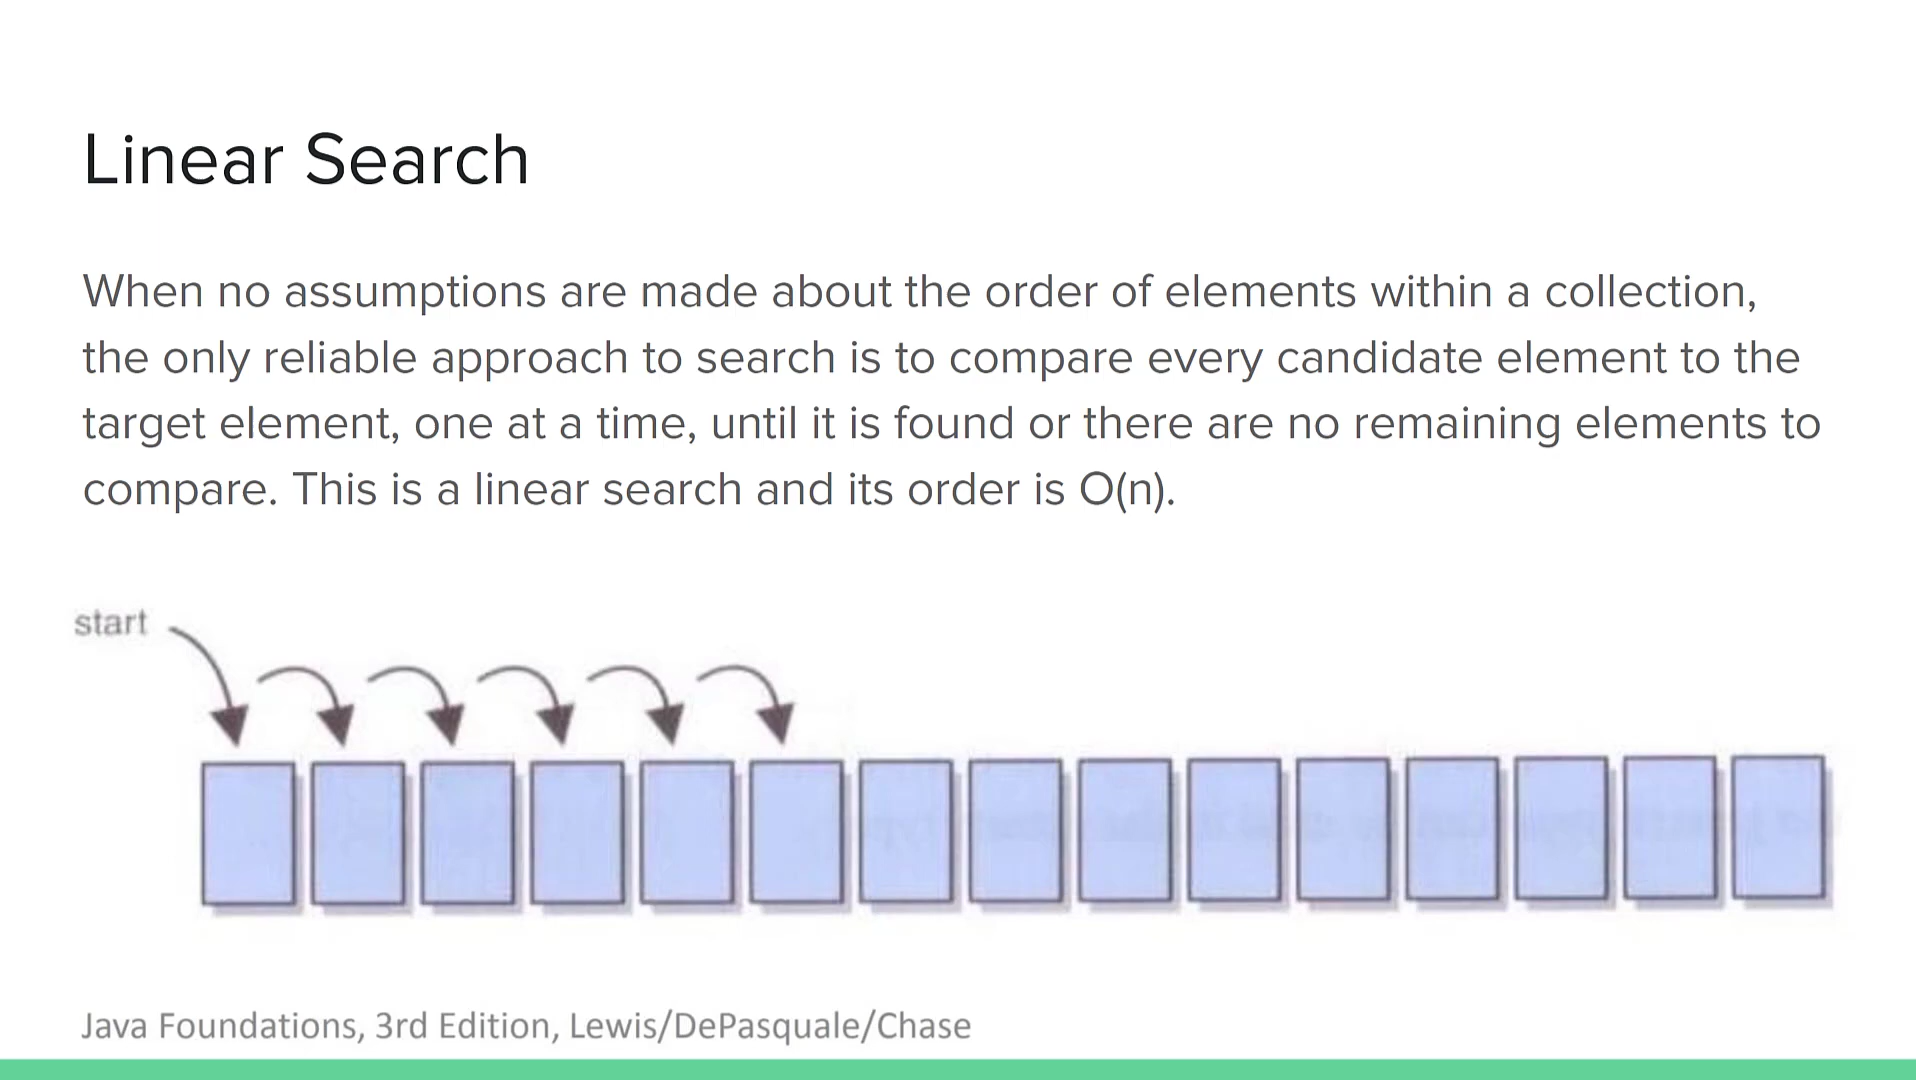 Linear Search
When no assumptions are made about the order of elements within a collection,
the only reliable approach to search is to compare every candidate element to the
target element, one at a time, until it is found or there are no remaining elements to
compare. This is a linear search and its order is O(n).
start
Java Foundations, 3rd Edition, Lewis/DePasquale/Chase